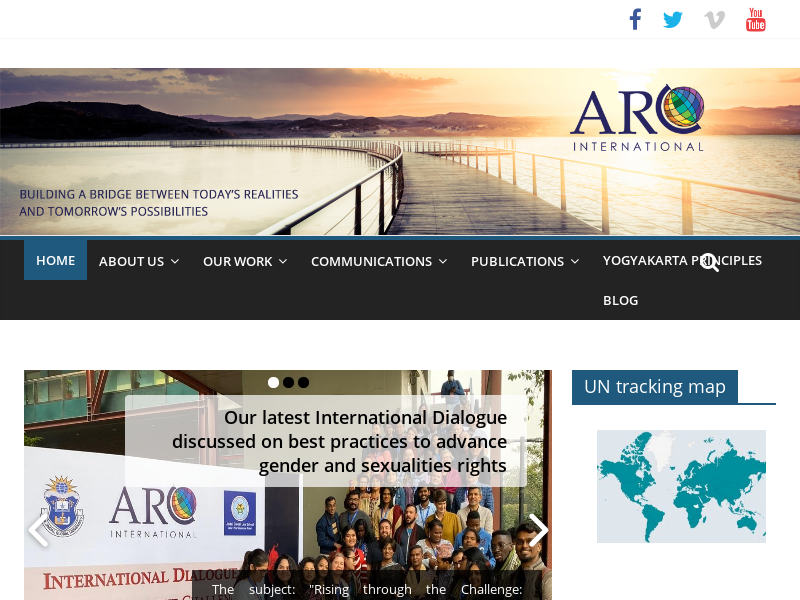 You
Tube
ARC
INTERNATIONAL
BUILDING A BRIDGE BETWEEN TODAY'S REALITIES
AND TOMORROW'S POSSIBILITIES
HOME
ABOUT US
OUR WORK
COMMUNICATIONS
PUBLICATIONS
YOGYAKARTA PRINCIPLES
BLOG
UN tracking map
Our latest International Dialogue
discussed on best practices to advance
gender and sexualities rights
ARC
INTERNATIONAL
INTERNATIONAL DIALOGUE
The subject: "Rising through the Challenge: